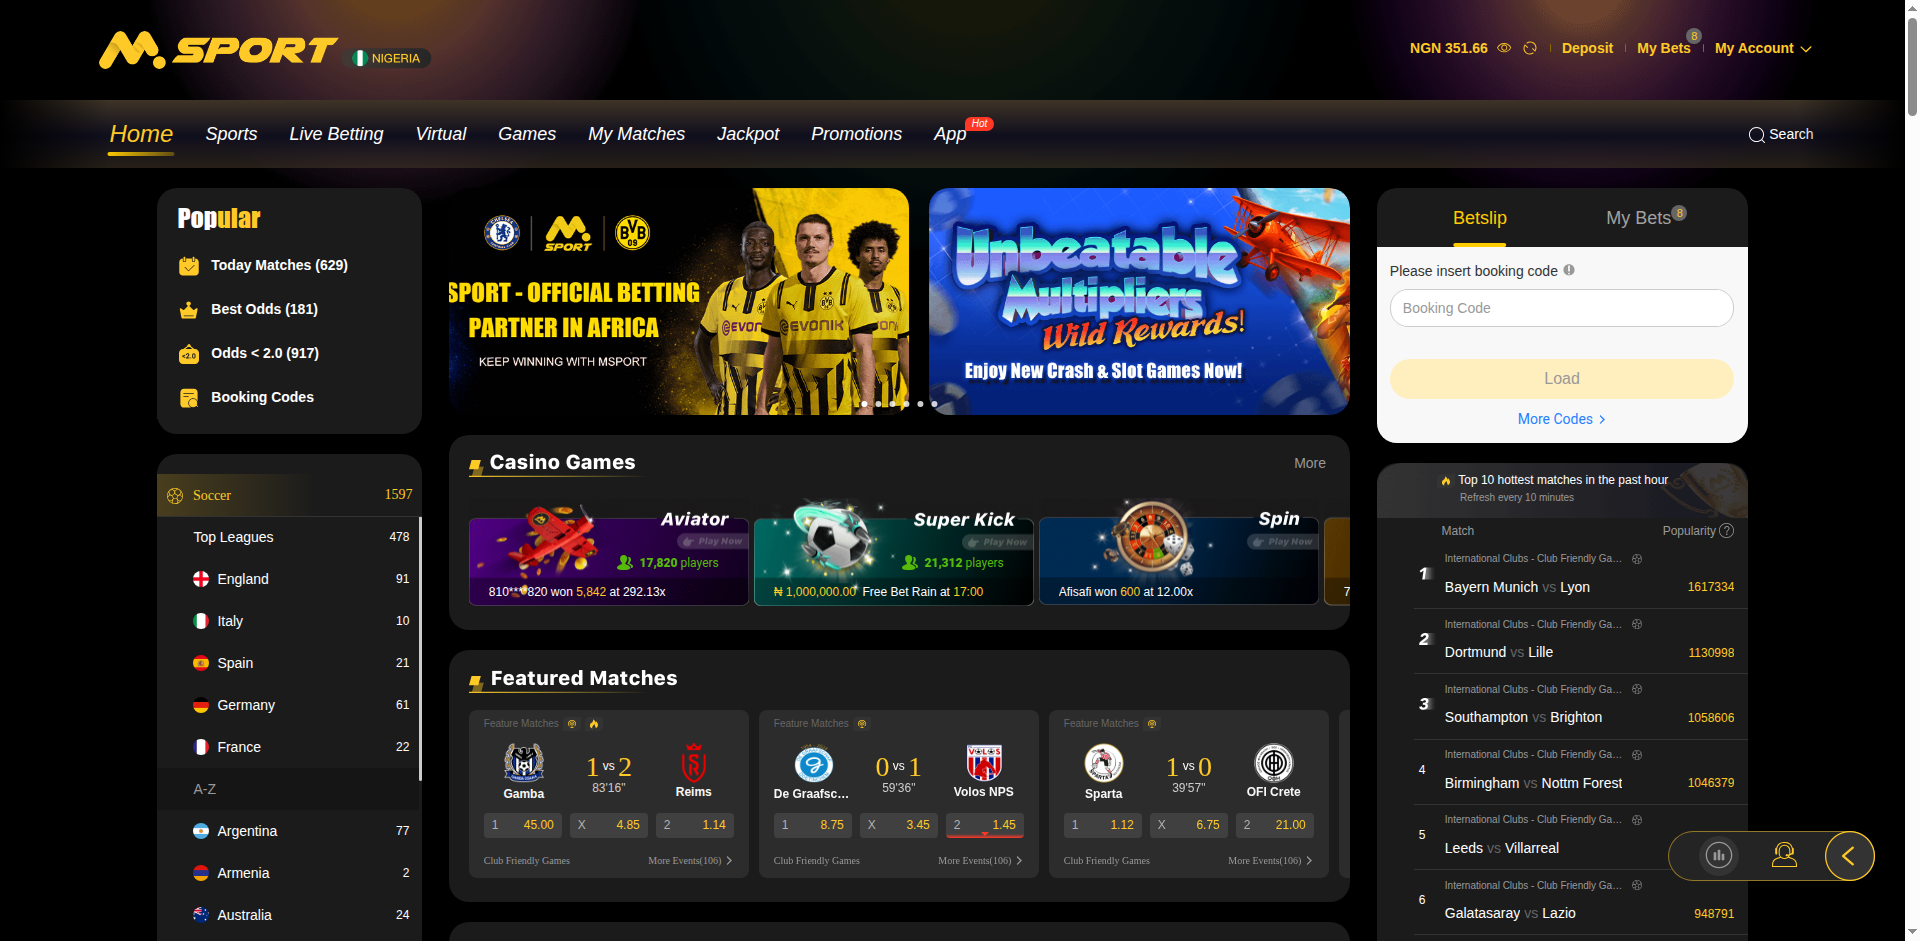 M.SPORT
NIGERIA
NGN 351.66
Deposit
My Bets
8
My Account
Home
Sports
Live Betting
Virtual
Games
My Matches
Jackpot
Promotions
App
Hot
Search
Popular
Today Matches (629)
Best Odds (181)
Odds < 2.0 (917)
Booking Codes
Soccer
1597
Top Leagues
478
England
91
Italy
10
Spain
21
Germany
61
France
22
A-Z
Argentina
77
Armenia
2
Australia
24
M.
SPORT
BVB
09
SPORT - OFFICIAL BETTING
PARTNER IN AFRICA
KEEP WINNING WITH MSPORT
EVONIK
Unbeatable
Multipliers
Wild Rewards!
Enjoy New Crash & Slot Games Now!
Casino Games
More
Aviator
Play Now
17,820 players
810***820 won 5,842 at 292.13x
Super Kick
Play Now
21,312 players
₦ 1,000,000.00 Free Bet Rain at 17:00
Spin
Play Now
Afisafi won 600 at 12.00x
7
Featured Matches
Feature Matches
1 vs 2
83'16"
Gamba
Reims
1 45.00
X 4.85
2 1.14
Club Friendly Games
More Events(106)
Feature Matches
0 vs 1
59'36"
De Graafsc...
Volos NPS
1 8.75
X 3.45
2 1.45
Club Friendly Games
More Events(106)
Feature Matches
1 vs 0
39'57"
Sparta
OFI Crete
1 1.12
X 6.75
2 21.00
Club Friendly Games
More Events(106)
Betslip
My Bets
8
Please insert booking code
Booking Code
Load
More Codes
Top 10 hottest matches in the past hour
Refresh every 10 minutes
Match
Popularity
1
International Clubs - Club Friendly Ga...
Bayern Munich vs Lyon
1617334
2
International Clubs - Club Friendly Ga...
Dortmund vs Lille
1130998
3
International Clubs - Club Friendly Ga...
Southampton vs Brighton
1058606
4
International Clubs - Club Friendly Ga...
Birmingham vs Nottm Forest
1046379
5
International Clubs - Club Friendly Ga...
Leeds vs Villarreal
6
International Clubs - Club Friendly Ga...
Galatasaray vs Lazio
948791